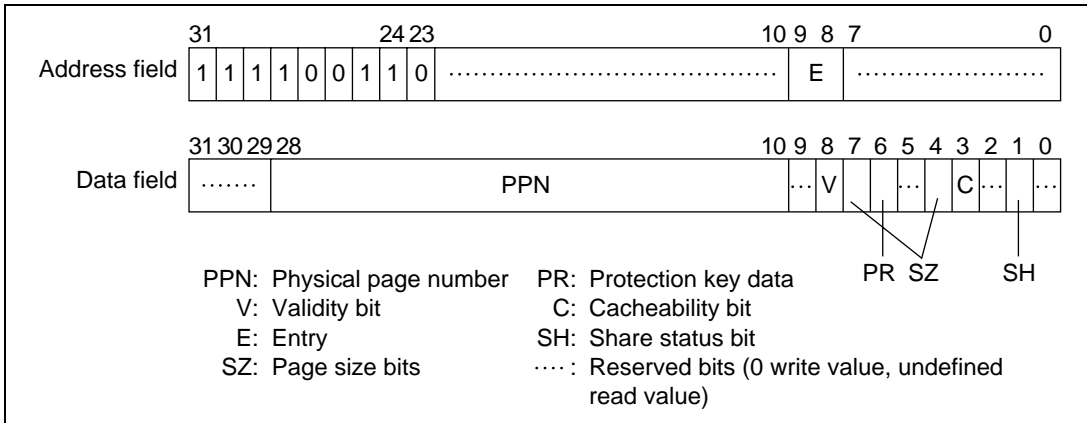 31 24 23 10 9 8 7 0
Address field 1 1 1 1 0 0 1 1 0 ........................................... E ......................
31 30 29 28 10 9 8 7 6 5 4 3 2 1 0
Data field ....... PPN ... V ... C ... ...
PR SZ SH
PPN: Physical page number PR: Protection key data
V: Validity bit C: Cacheability bit
E: Entry SH: Share status bit
SZ: Page size bits ....: Reserved bits (0 write value, undefined
read value)